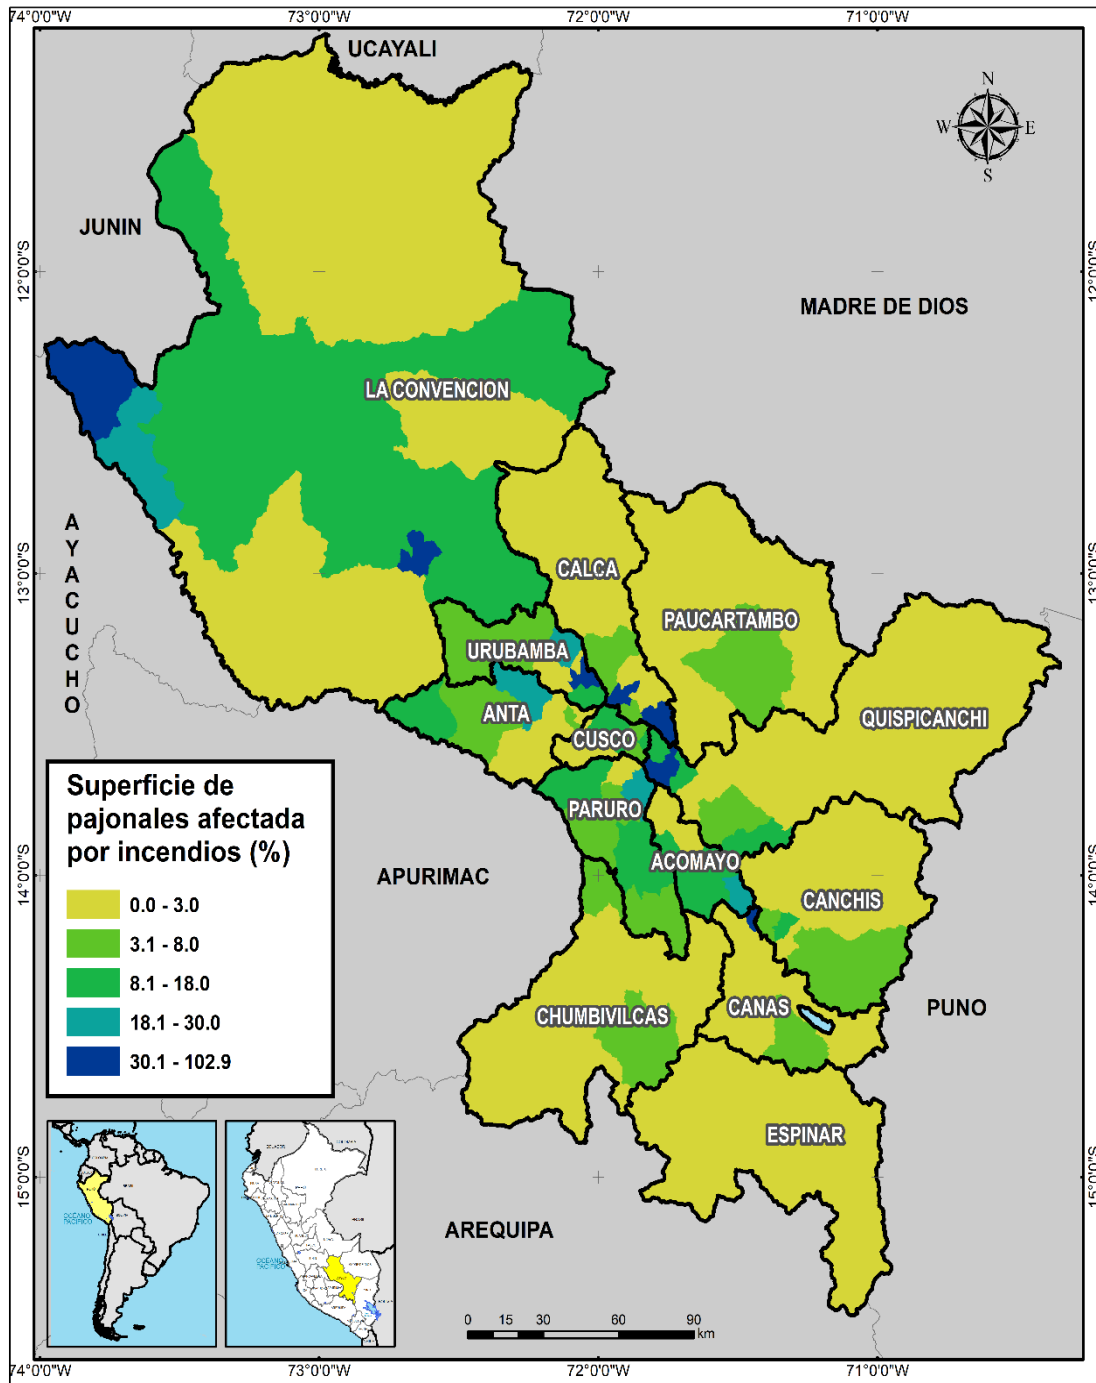 74°0'0"W
73°0'0"W
72°0'0"W
71°0'0"W
UCAYALI
N
W
E
S
JUNIN
12°0'0"S
12°0'0"S
MADRE DE DIOS
LA CONVENCION
AYACUCHO
13°0'0"S
13°0'0"S
CALCA
PAUCARTAMBO
URUBAMBA
ANTA
QUISPICANCHI
CUSCO
Superficie de
pajonales afectada
por incendios (%)
PARURO
ACOMAYO
APURIMAC
14°0'0"S
14°0'0"S
CANCHIS
0.0 - 3.0
3.1 - 8.0
8.1 - 18.0
18.1 - 30.0
30.1 - 102.9
CHUMBIVILCAS
CANAS
PUNO
ESPINAR
15°0'0"S
15°0'0"S
AREQUIPA
OCÉANO
PACIFICO
OCÉANO
PACIFICO
0 15 30 60 90
km
74°0'0"W
73°0'0"W
72°0'0"W
71°0'0"W